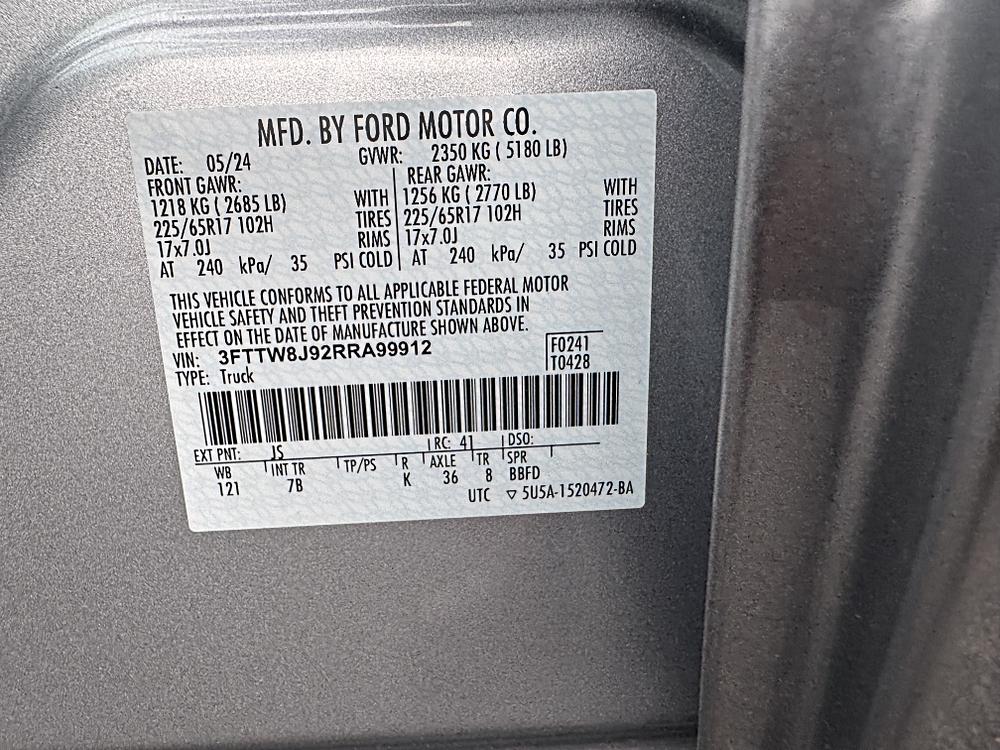 MFD. BY FORD MOTOR CO.
DATE: 05/24 GVWR: 2350 KG ( 5180 LB)
FRONT GAWR: REAR GAWR:
1218 KG ( 2685 LB) WITH 1256 KG ( 2770 LB) WITH
225/65R17 102H TIRES 225/65R17 102H TIRES
17x7.0J RIMS 17x7.0J RIMS
AT 240 kPa/ 35 PSI COLD AT 240 kPa/ 35 PSI COLD
THIS VEHICLE CONFORMS TO ALL APPLICABLE FEDERAL MOTOR
VEHICLE SAFETY AND THEFT PREVENTION STANDARDS IN
EFFECT ON THE DATE OF MANUFACTURE SHOWN ABOVE.
VIN: 3FTTW8J92RRA99912 F0241
TYPE: Truck T0428
EXT PNT: JS RC: 41 DSO:
WB INT TR TP/PS R AXLE TR SPR
121 7B K 36 8 BBFD
UTC ▽ 5U5A-1520472-BA